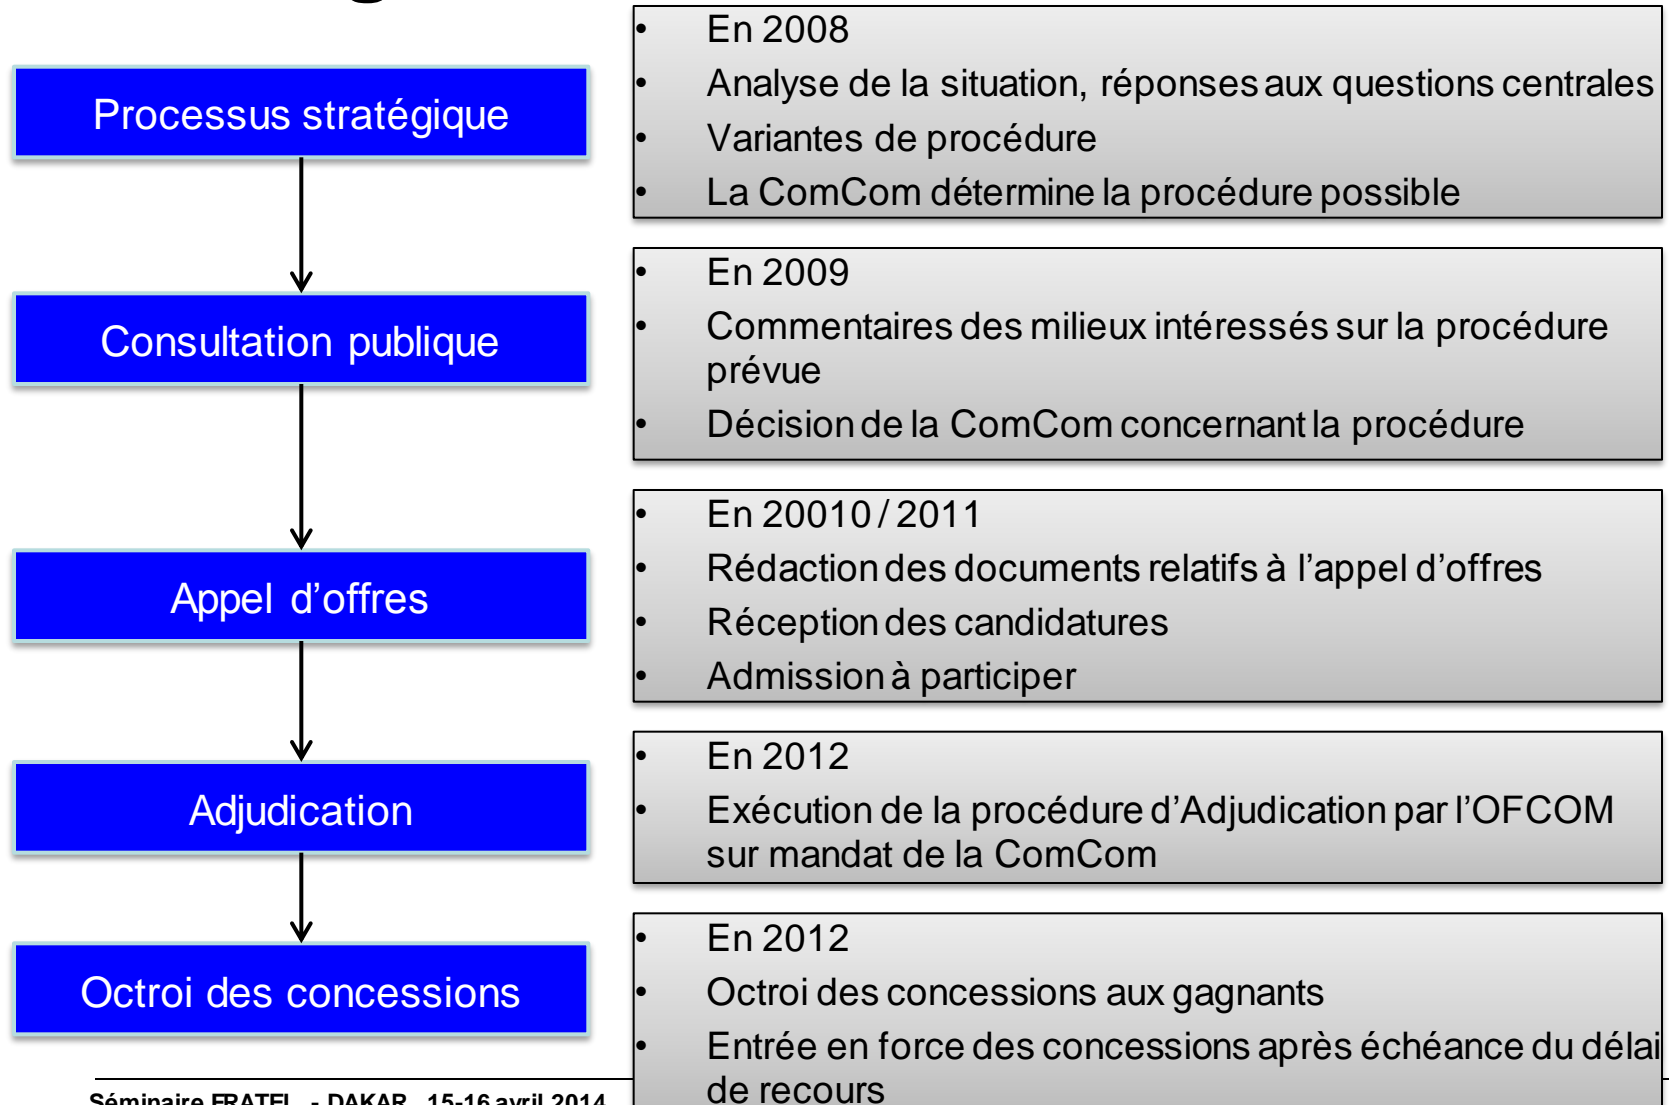 Processus stratégique
• En 2008
• Analyse de la situation, réponses aux questions centrales
• Variantes de procédure
• La ComCom détermine la procédure possible
Consultation publique
• En 2009
• Commentaires des milieux intéressés sur la procédure
prévue
• Décision de la ComCom concernant la procédure
Appel d’offres
• En 20010 / 2011
• Rédaction des documents relatifs à l’appel d’offres
• Réception des candidatures
• Admission à participer
Adjudication
• En 2012
• Exécution de la procédure d’Adjudication par l’OFCOM
sur mandat de la ComCom
Octroi des concessions
• En 2012
• Octroi des concessions aux gagnants
• Entrée en force des concessions après échéance du délai
de recours
Séminaire FRATEL - DAKAR 15-16 avril 2014